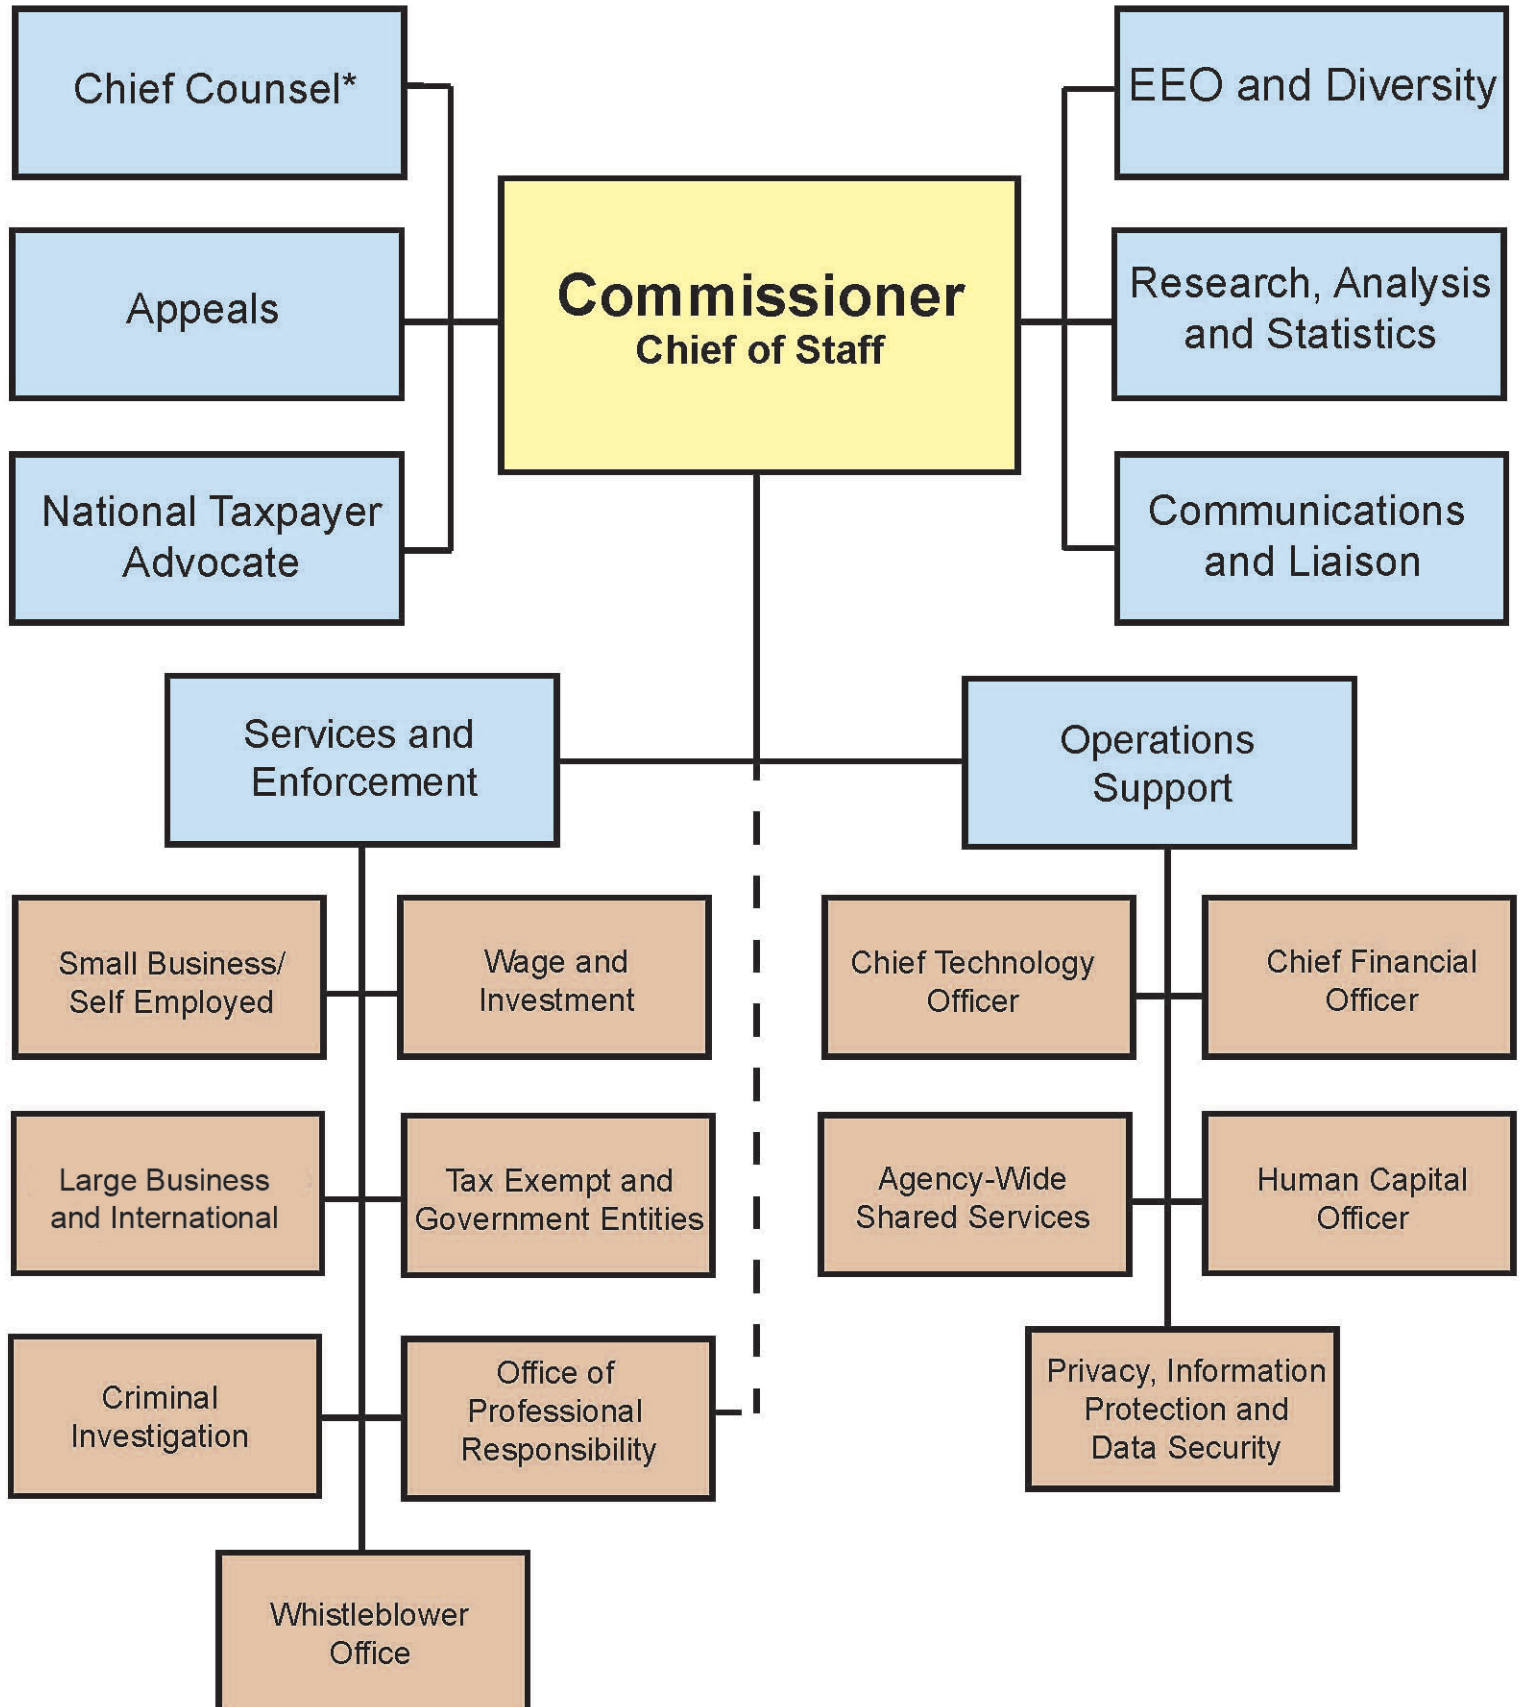 Chief Counsel*
EEO and Diversity
Commissioner
Chief of Staff
Appeals
Research, Analysis
and Statistics
National Taxpayer
Advocate
Communications
and Liaison
Services and
Enforcement
Operations
Support
Small Business/
Self Employed
Wage and
Investment
Chief Technology
Officer
Chief Financial
Officer
Large Business
and International
Tax Exempt and
Government Entities
Agency-Wide
Shared Services
Human Capital
Officer
Criminal
Investigation
Office of
Professional
Responsibility
Privacy, Information
Protection and
Data Security
Whistleblower
Office